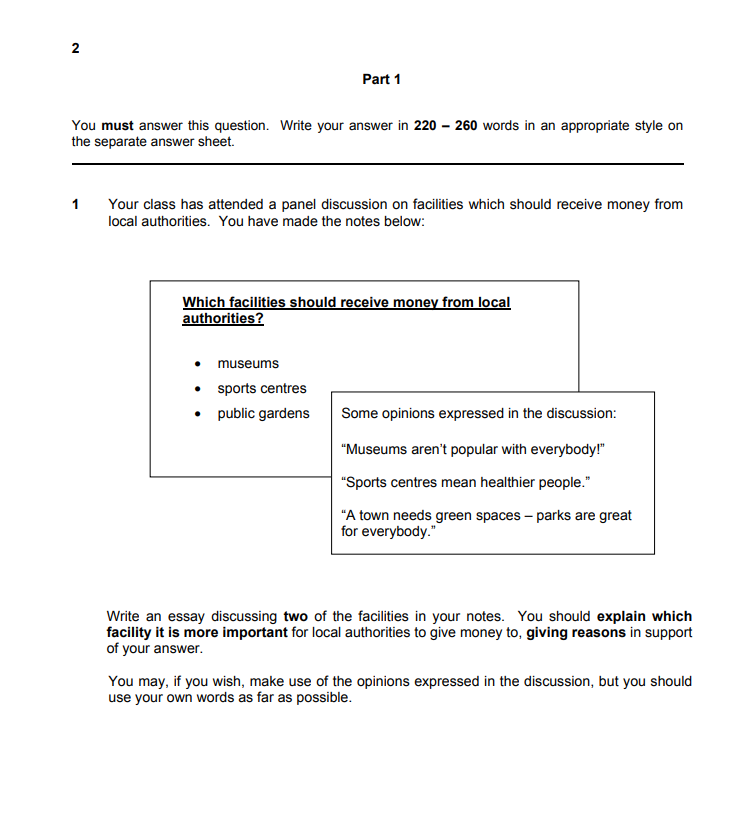 2
Part 1
You must answer this question. Write your answer in 220 – 260 words in an appropriate style on
the separate answer sheet.
1 Your class has attended a panel discussion on facilities which should receive money from
local authorities. You have made the notes below:
Which facilities should receive money from local
authorities?
• museums
• sports centres
• public gardens
Some opinions expressed in the discussion:
“Museums aren’t popular with everybody!”
“Sports centres mean healthier people.”
“A town needs green spaces – parks are great
for everybody.”
Write an essay discussing two of the facilities in your notes. You should explain which
facility it is more important for local authorities to give money to, giving reasons in support
of your answer.
You may, if you wish, make use of the opinions expressed in the discussion, but you should
use your own words as far as possible.